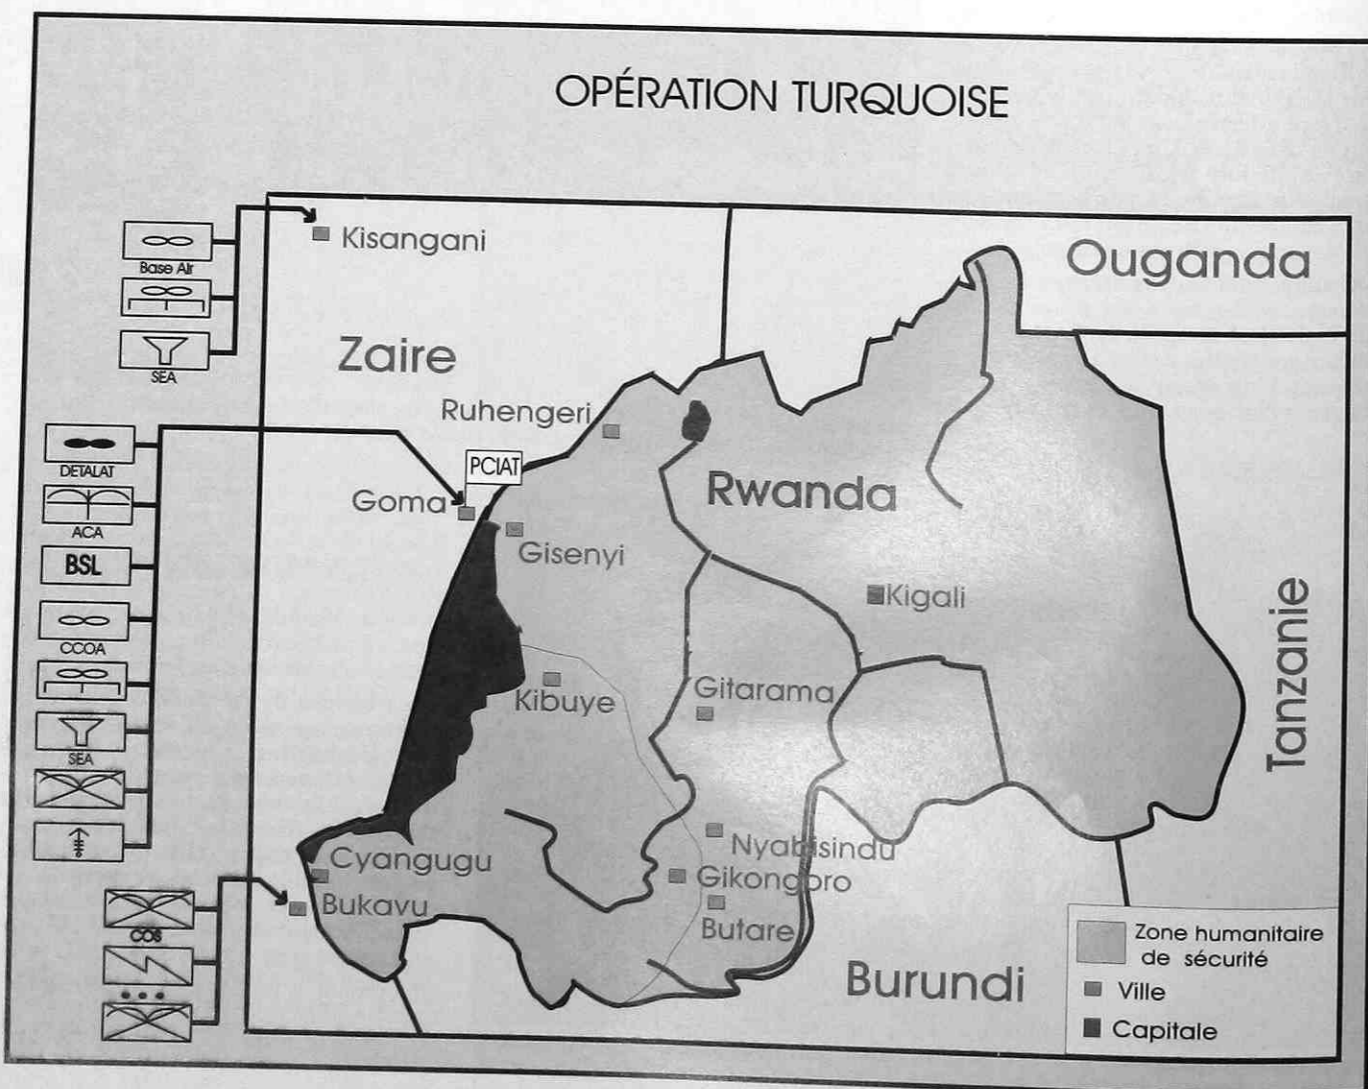 OPÉRATION TURQUOISE
Kisangani
Ouganda
Base Air
SEA
Zaire
Ruhengeri
PCIAT
Goma
Rwanda
DETALAT
ACA
BSL
CCOA
SEA
Gisenyi
Kigali
Tanzanie
Kibuye
Gitarama
Nyabisindu
Cyangugu
Gikongoro
Bukavu
Butare
COS
Burundi
Zone humanitaire
de sécurité
Ville
Capitale